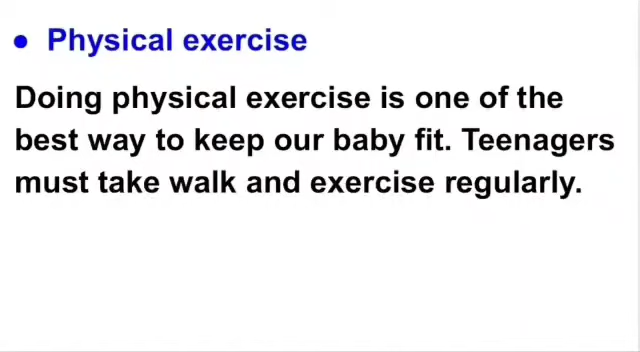 • Physical exercise
Doing physical exercise is one of the
best way to keep our baby fit. Teenagers
must take walk and exercise regularly.